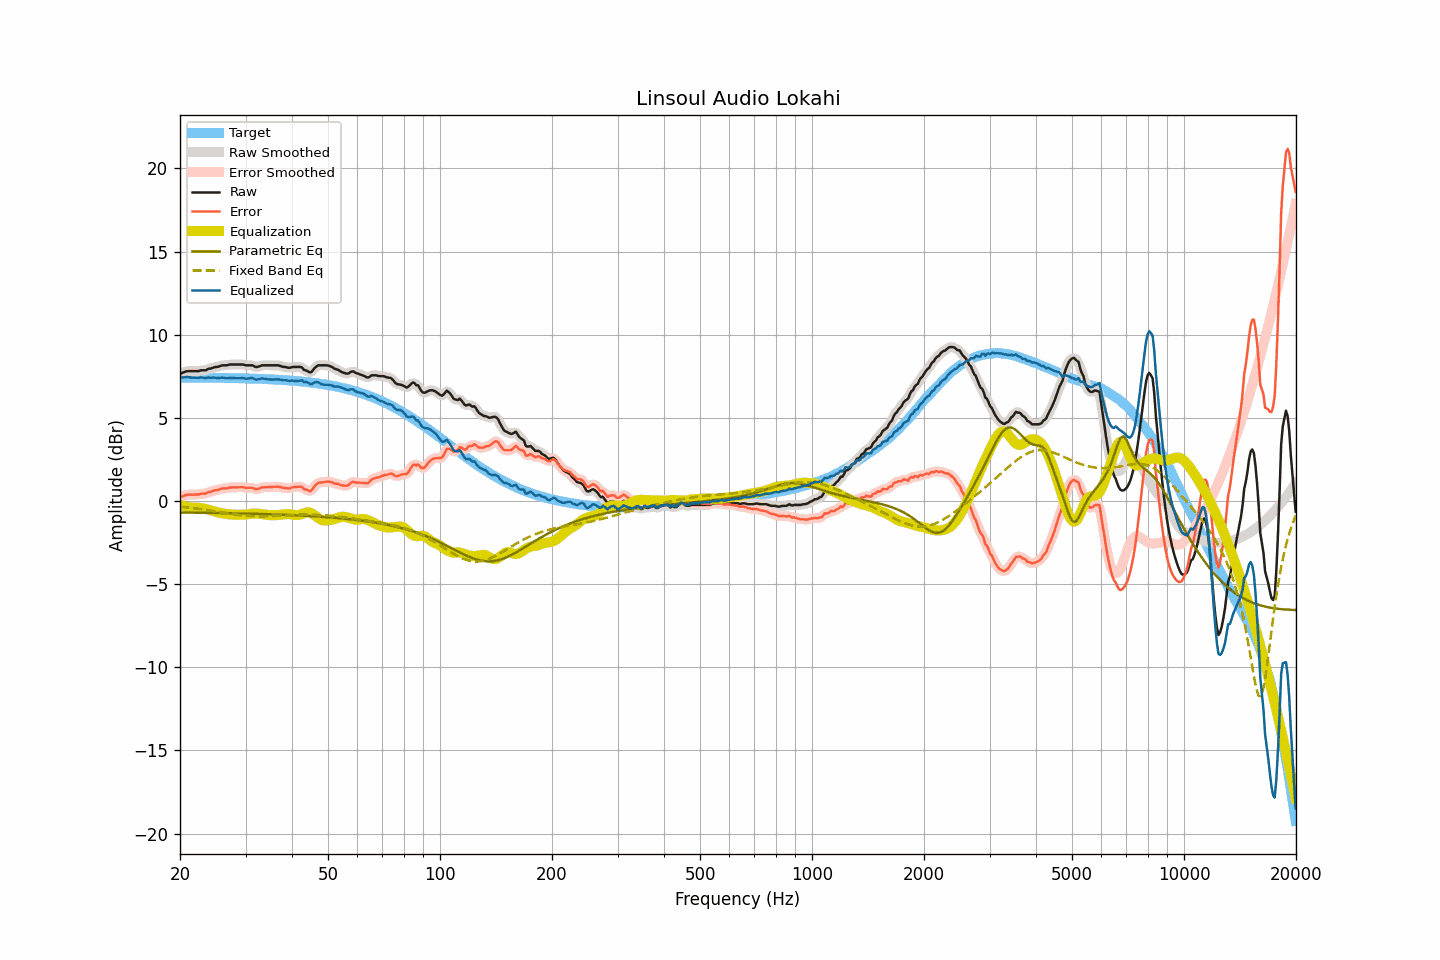 Linsoul Audio Lokahi
Target
Raw Smoothed
Error Smoothed
Raw
Error
Equalization
Parametric Eq
Fixed Band Eq
Equalized
20
15
10
5
0
−5
−10
−15
−20
Amplitude (dBr)
20 50 100 200 500 1000 2000 5000 10000 20000
Frequency (Hz)